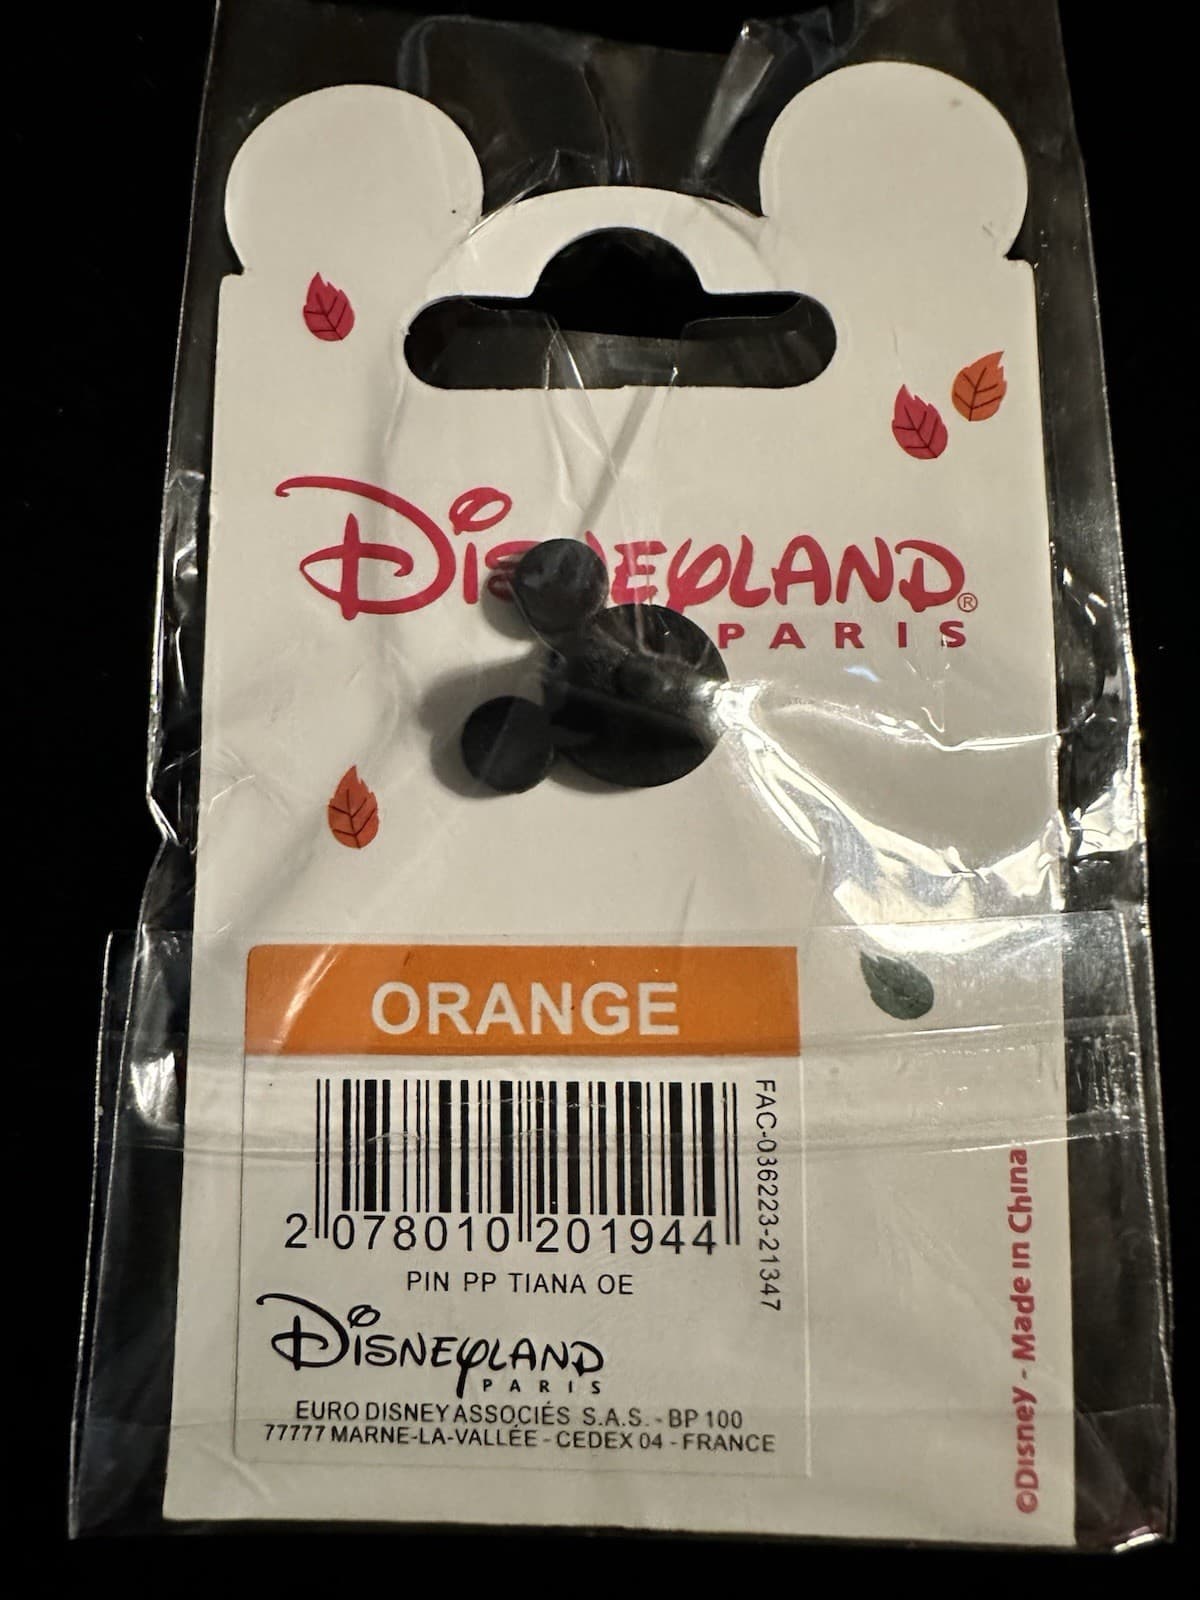 DISNEYLAND®
PARIS
ORANGE
2 078010 201944
FAC-036223-21347
PIN PP TIANA OE
DISNEYLAND
PARIS
EURO DISNEY ASSOCIÉS S.A.S. - BP 100
77777 MARNE-LA-VALLÉE - CEDEX 04 - FRANCE
©Disney - Made in China